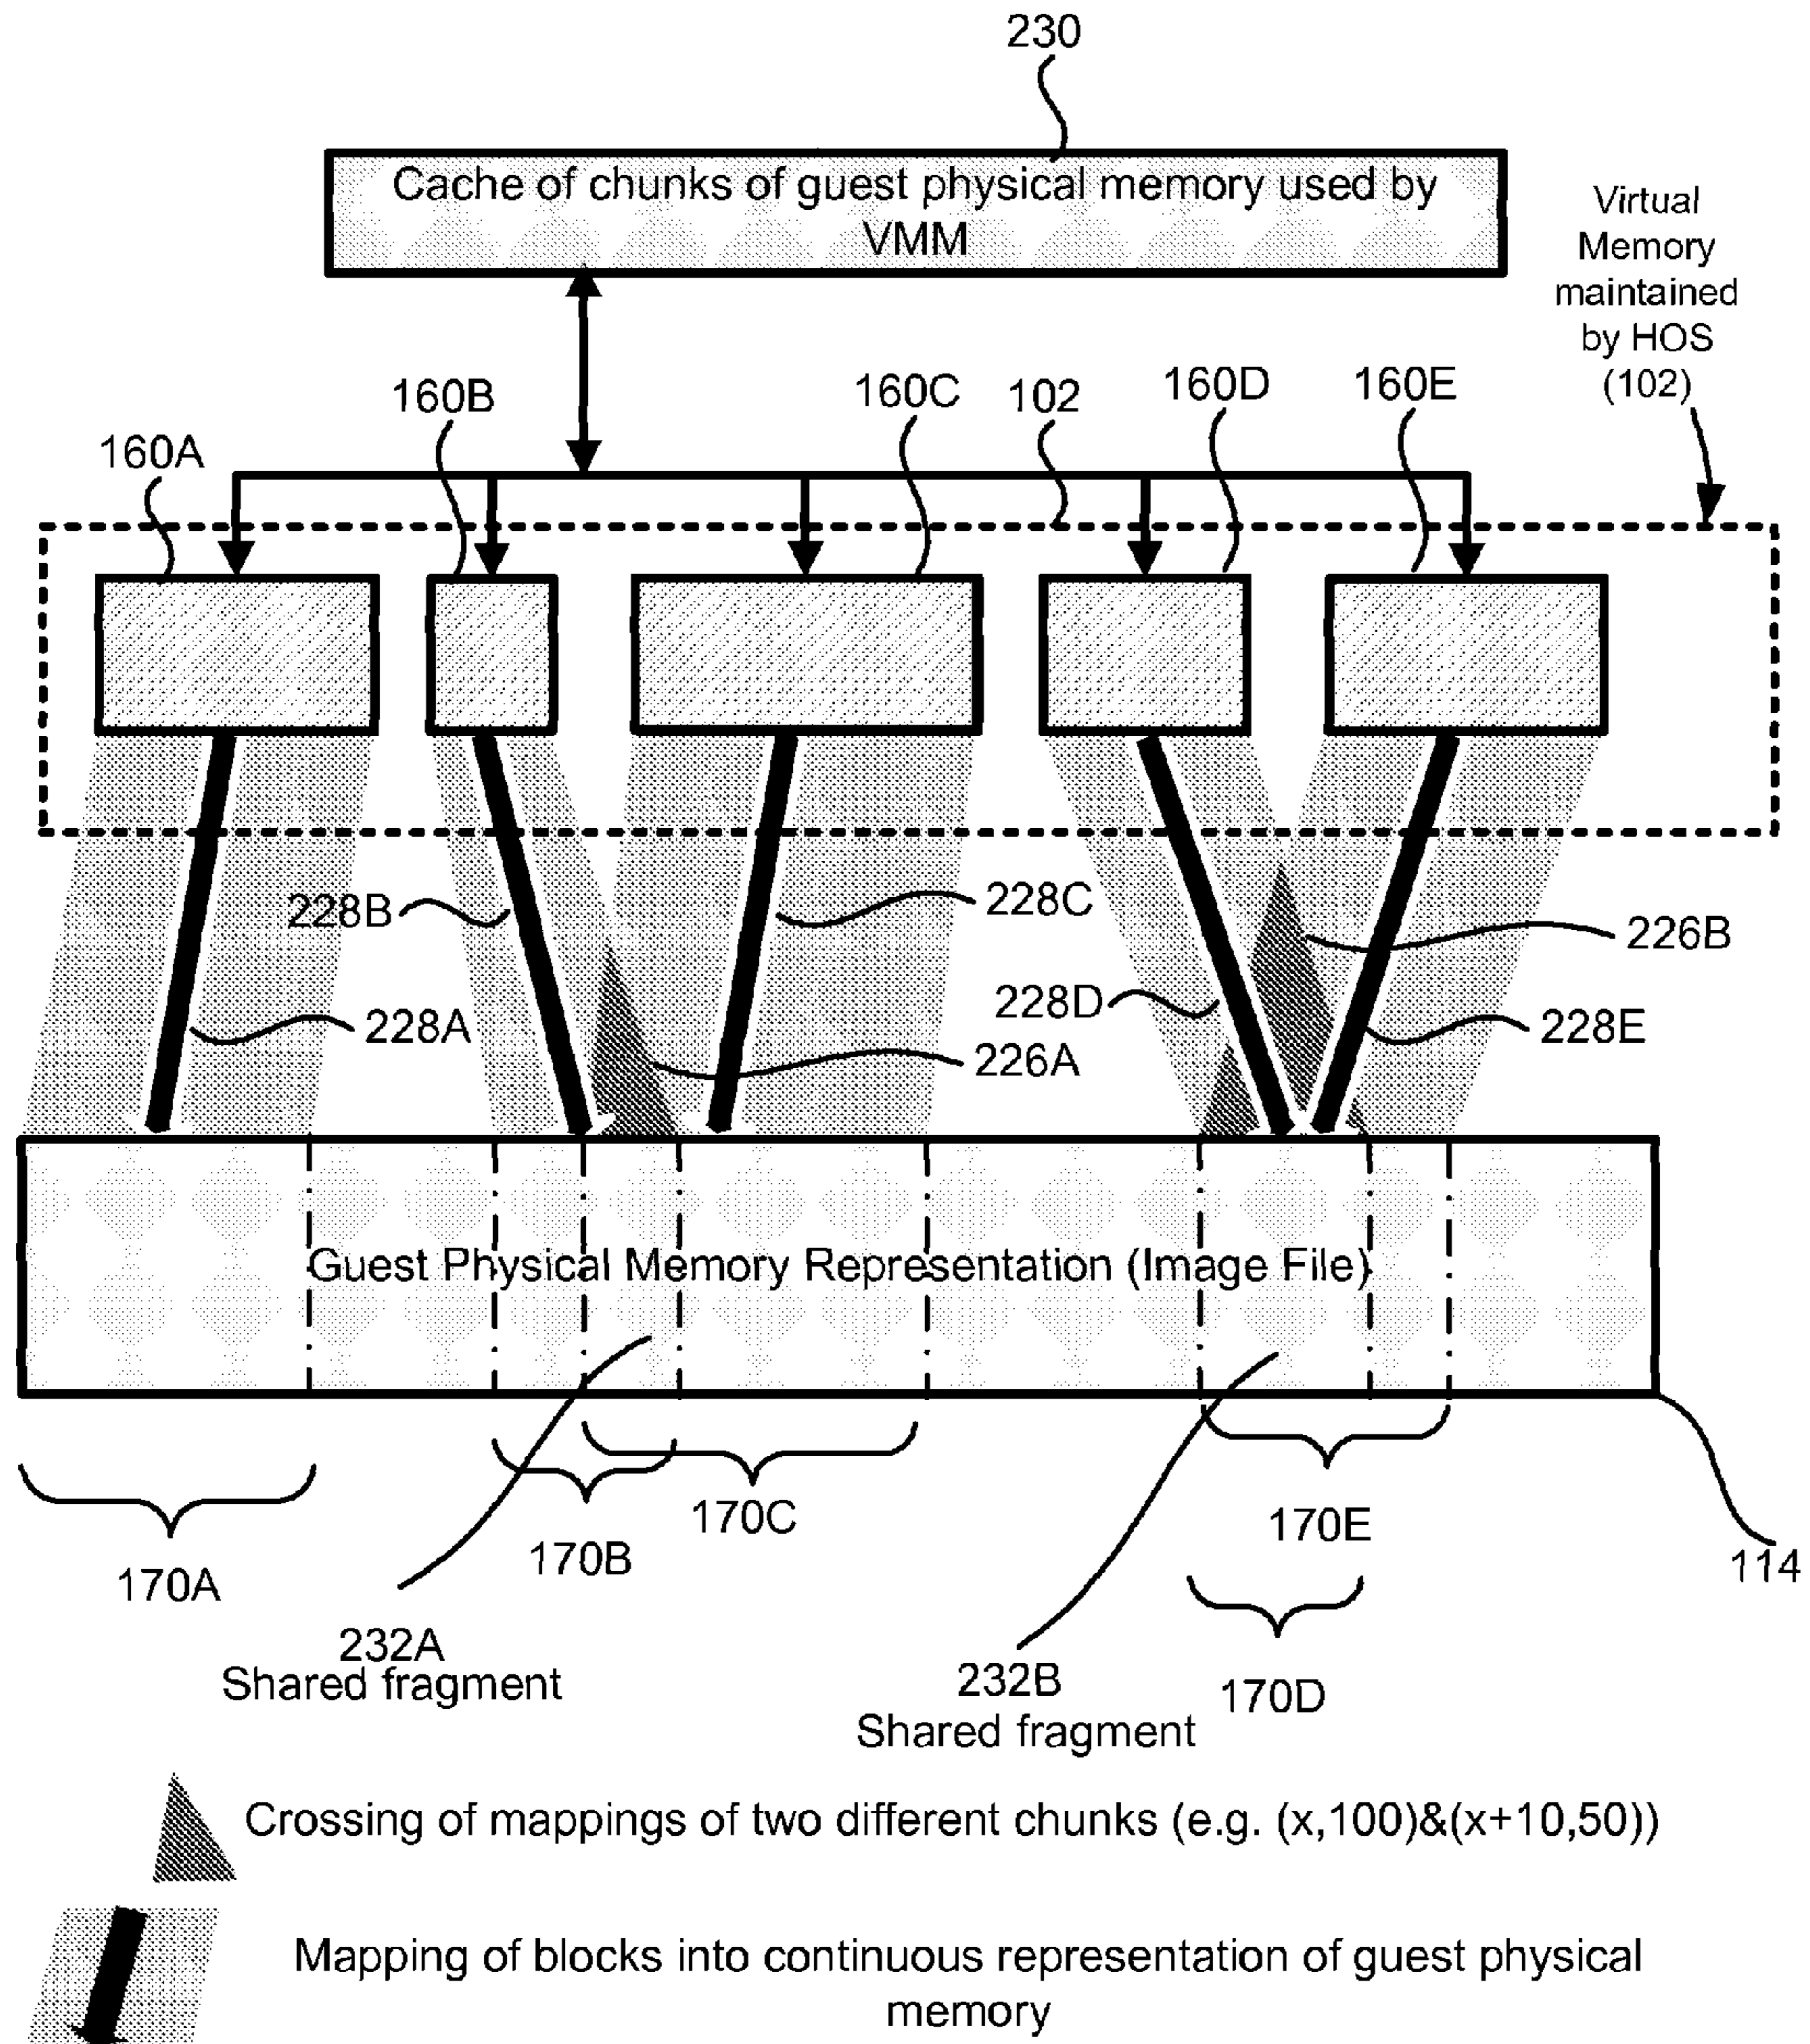 230
Cache of chunks of guest physical memory used by
VMM
Virtual
Memory
maintained
by HOS
(102)
160A
160B
160C
102
160D
160E
228B
228C
226B
228A
226A
228D
228E
Guest Physical Memory Representation (Image File)
170A
170B
170C
170E
114
232A
Shared fragment
232B
Shared fragment
170D
Crossing of mappings of two different chunks (e.g. (x,100)&(x+10,50))
Mapping of blocks into continuous representation of guest physical
memory